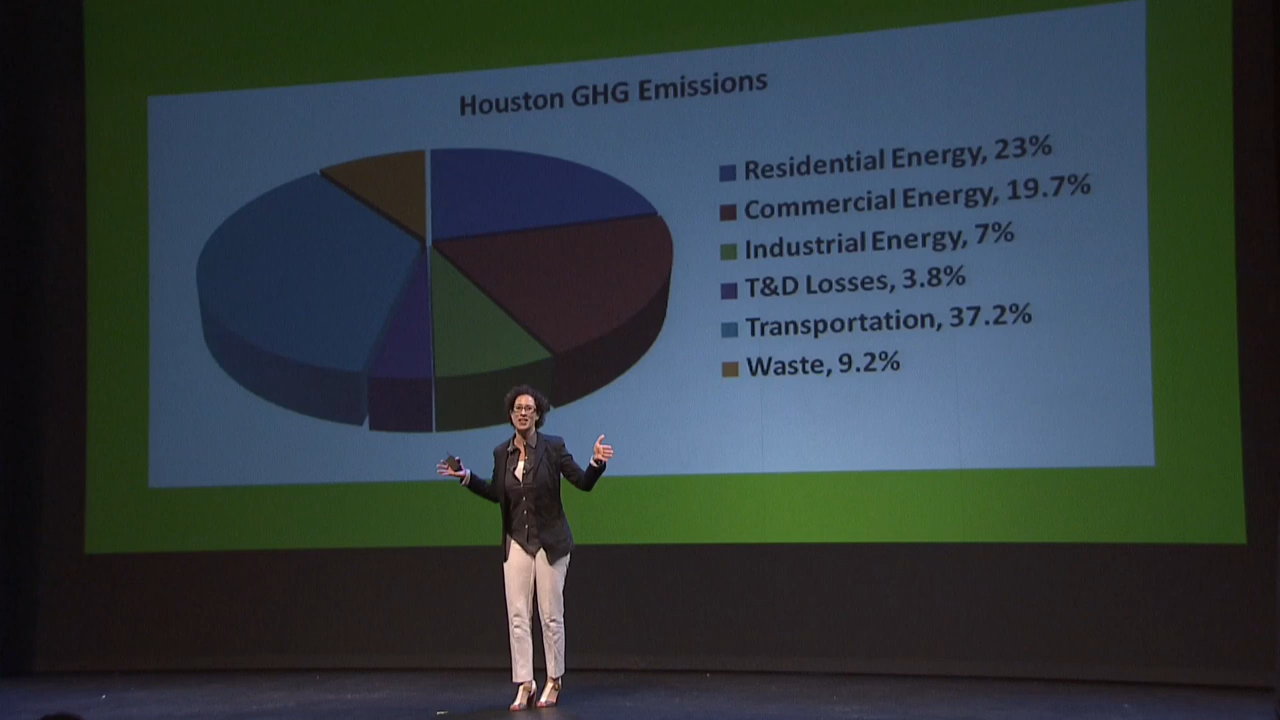 Houston GHG Emissions
Residential Energy, 23%
Commercial Energy, 19.7%
Industrial Energy, 7%
T&D Losses, 3.8%
Transportation, 37.2%
Waste, 9.2%